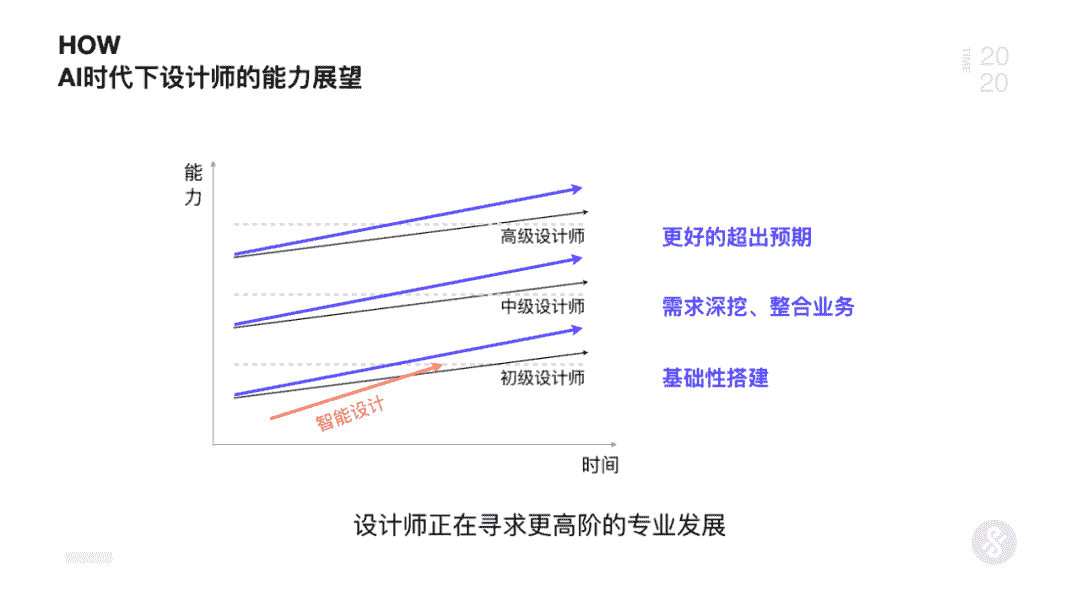 HOW
AI时代下设计师的能力展望
TIME
20
20
能
力
高级设计师
更好的超出预期
中级设计师
需求深挖、整合业务
初级设计师
基础性搭建
智能设计
时间
设计师正在寻求更高阶的专业发展